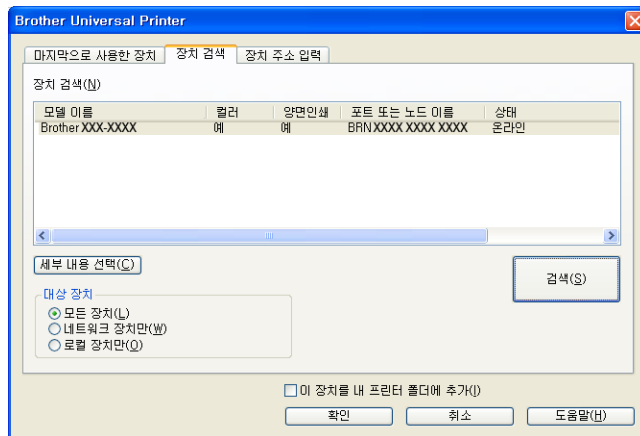 Brother Universal Printer
마지막으로 사용한 장치 장치 검색 장치 주소 입력
장치 검색(N)
모델 이름 컬러 양면인쇄 포트 또는 노드 이름 상태
Brother XXX-XXXX 예 예 BRN XXXX XXXX XXXX 온라인
세부 내용 선택(C)
검색(S)
대상 장치
모든 장치(L)
네트워크 장치만(W)
로컬 장치만(O)
이 장치를 내 프린터 폴더에 추가(I)
확인 취소 도움말(H)